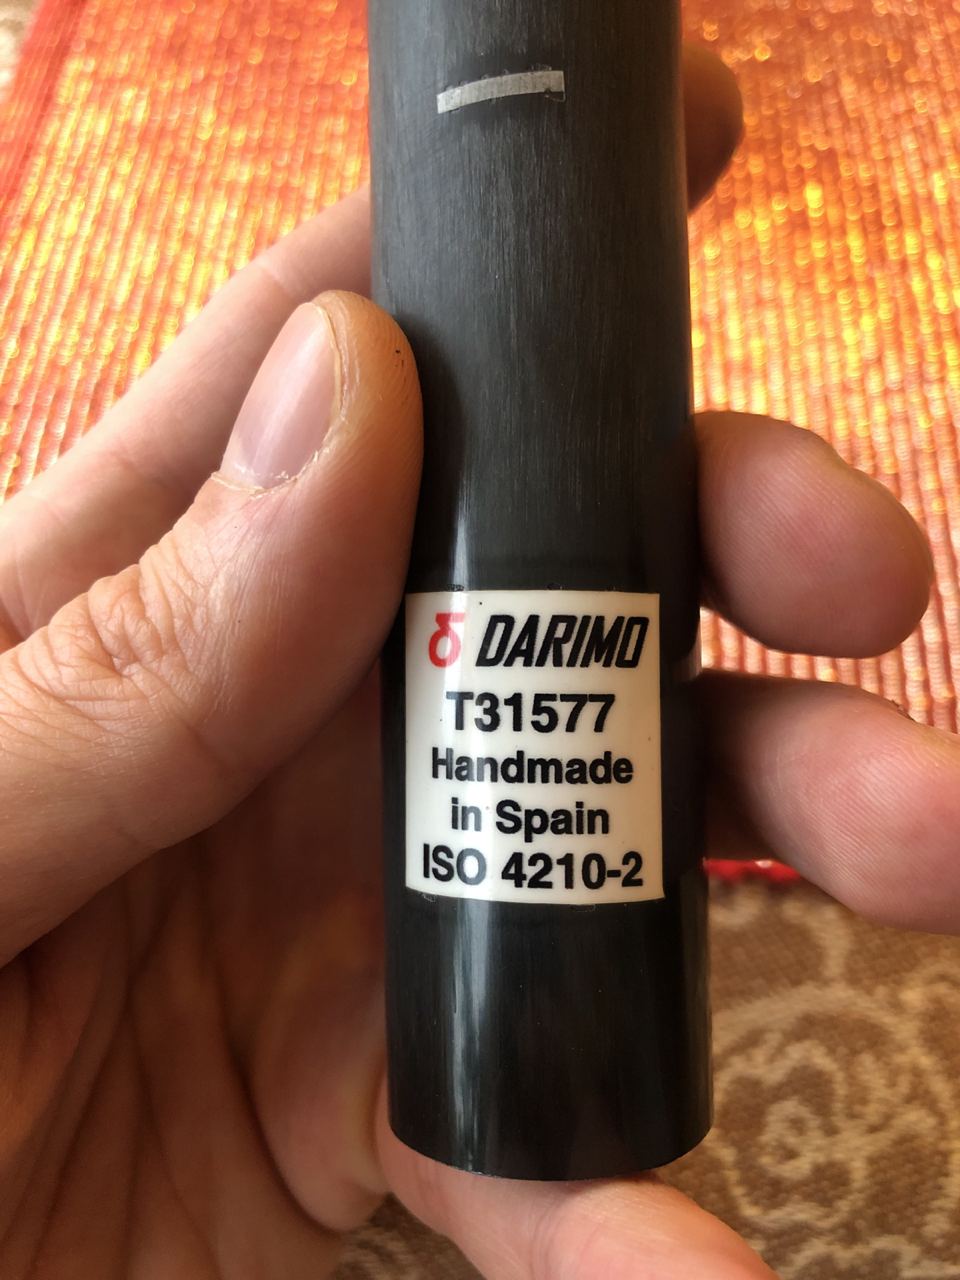 δ DARIMO
T31577
Handmade
in Spain
ISO 4210-2